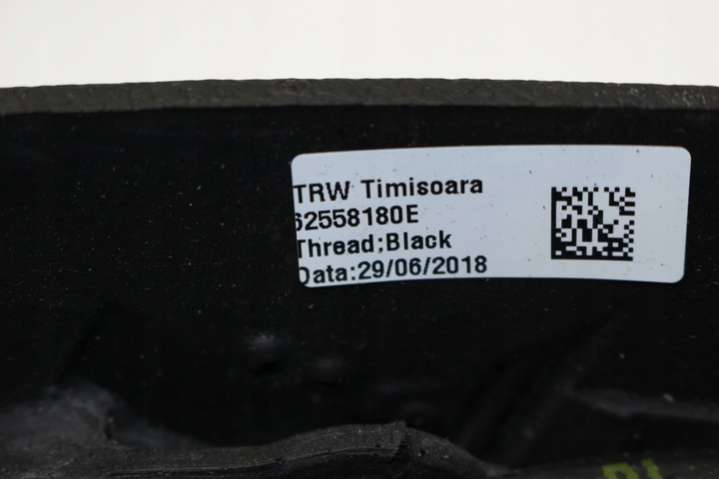 TRW Timisoara
62558180E
Thread:Black
Data:29/06/2018